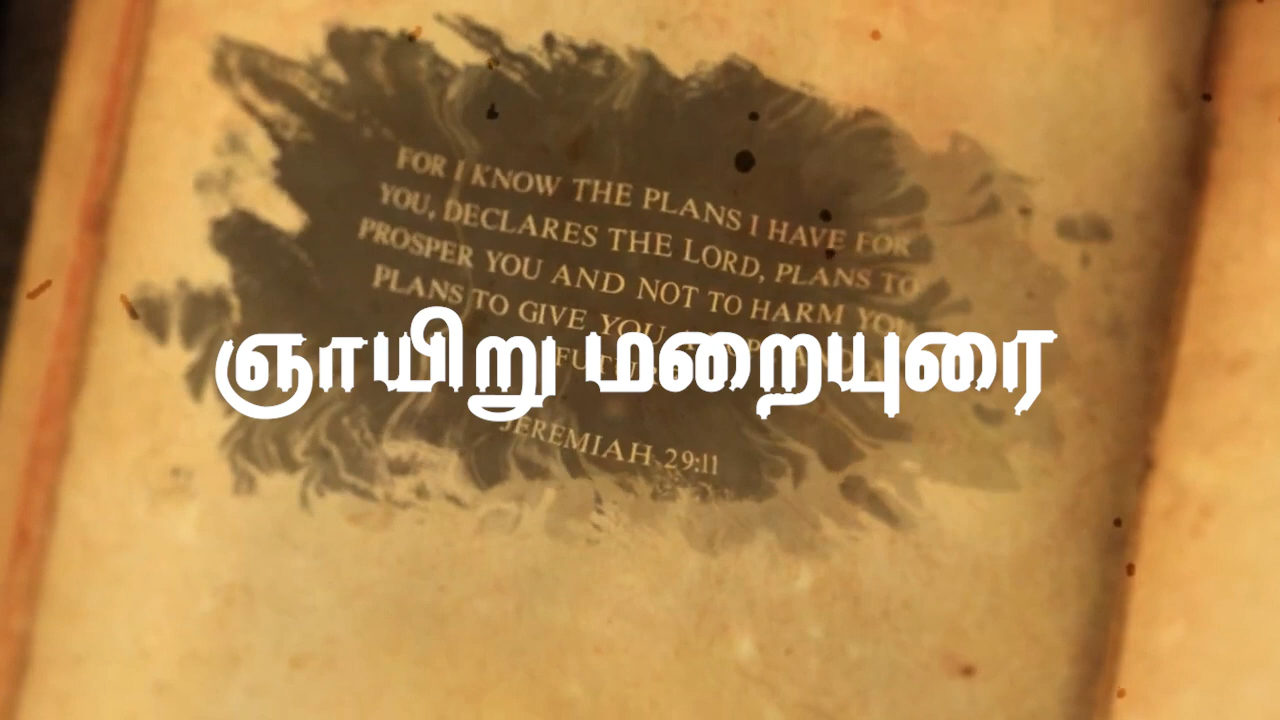 FOR I KNOW THE PLANS I HAVE FOR
YOU, DECLARES THE LORD, PLANS TO
PROSPER YOU AND NOT TO HARM YOU
PLANS TO GIVE YOU
ஞாயிறு மறையுரை
JEREMIAH 29:11